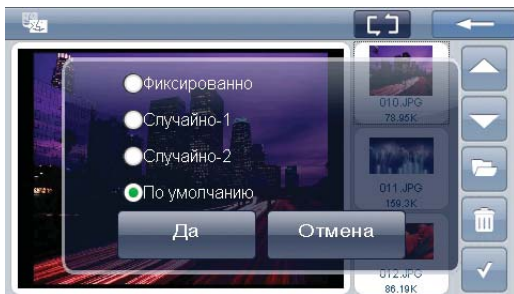 Фиксированно
Случайно-1
Случайно-2
По умолчанию
Да
Отмена
010.JPG
78.95K
011.JPG
169.3K
012.JPG
86.19K